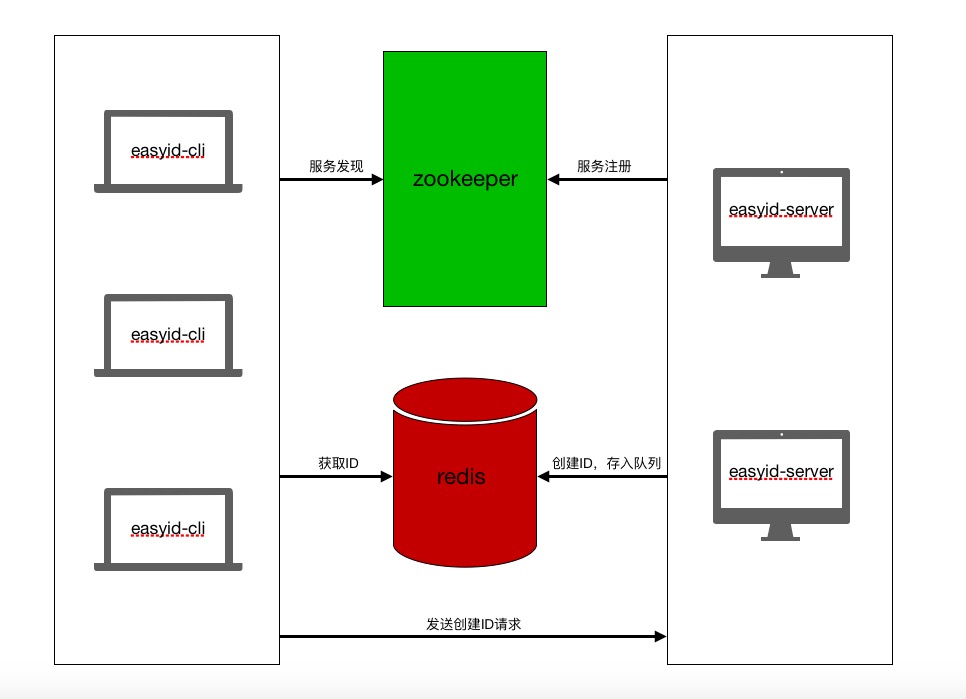 easyid-cli
服务发现
zookeeper
服务注册
easyid-server
easyid-cli
获取ID
redis
创建ID，存入队列
easyid-server
easyid-cli
发送创建ID请求